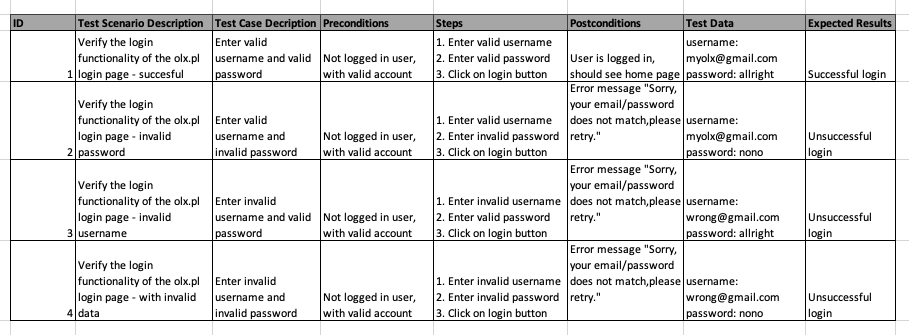 ID Test Scenario Description Test Case Decription Preconditions Steps Postconditions Test Data Expected Results
1
Verify the login
functionality of the olx.pl
login page - succesful
Enter valid
username and valid
password
Not logged in user,
with valid account
1. Enter valid username
2. Enter valid password
3. Click on login button
User is logged in,
should see home page
username:
myolx@gmail.com
password: allright
Successful login
2
Verify the login
functionality of the olx.pl
login page - invalid
password
Enter valid
username and
invalid password
Not logged in user,
with valid account
1. Enter valid username
2. Enter invalid password
3. Click on login button
Error message "Sorry,
your email/password
does not match,please
retry."
username:
myolx@gmail.com
password: nono
Unsuccessful
login
3
Verify the login
functionality of the olx.pl
login page - invalid
username
Enter invalid
username and valid
password
Not logged in user,
with valid account
1. Enter invalid username
2. Enter valid password
3. Click on login button
Error message "Sorry,
your email/password
does not match,please
retry."
username:
wrong@gmail.com
password: allright
Unsuccessful
login
4
Verify the login
functionality of the olx.pl
login page - with invalid
data
Enter invalid
username and
invalid password
Not logged in user,
with valid account
1. Enter invalid username
2. Enter invalid password
3. Click on login button
Error message "Sorry,
your email/password
does not match,please
retry."
username:
wrong@gmail.com
password: nono
Unsuccessful
login